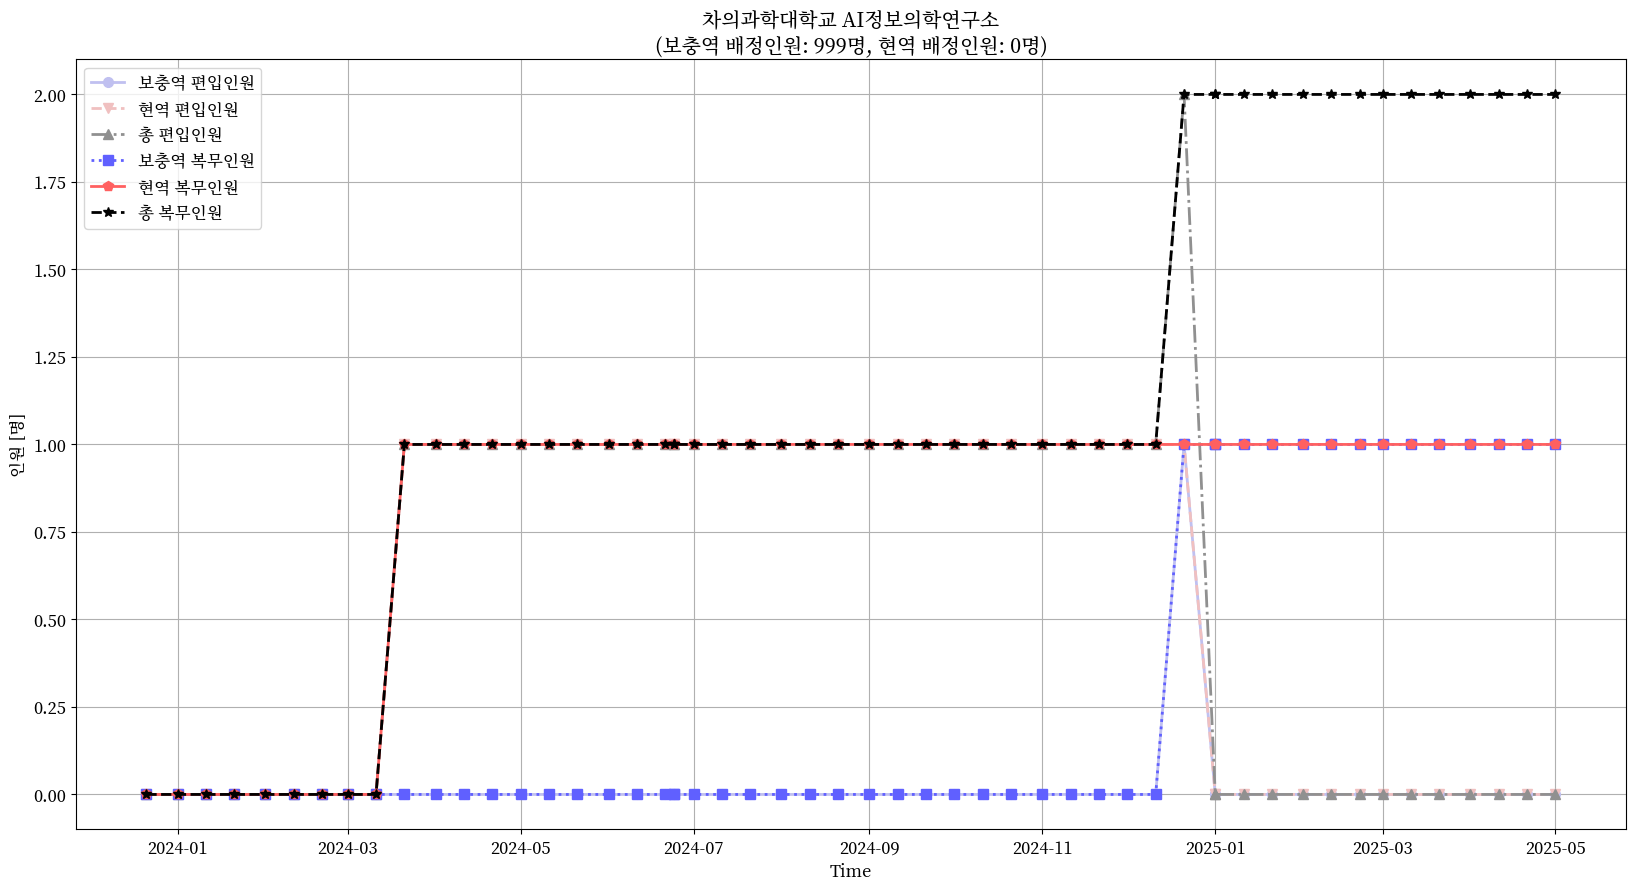 차의과학대학교 AI정보의학연구소
(보충역 배정인원: 999명, 현역 배정인원: 0명)
보충역 편입인원
현역 편입인원
총 편입인원
보충역 복무인원
현역 복무인원
총 복무인원
2.00
1.75
1.50
1.25
1.00
0.75
0.50
0.25
0.00
인원 [명]
2024-01
2024-03
2024-05
2024-07
2024-09
2024-11
2025-01
2025-03
2025-05
Time